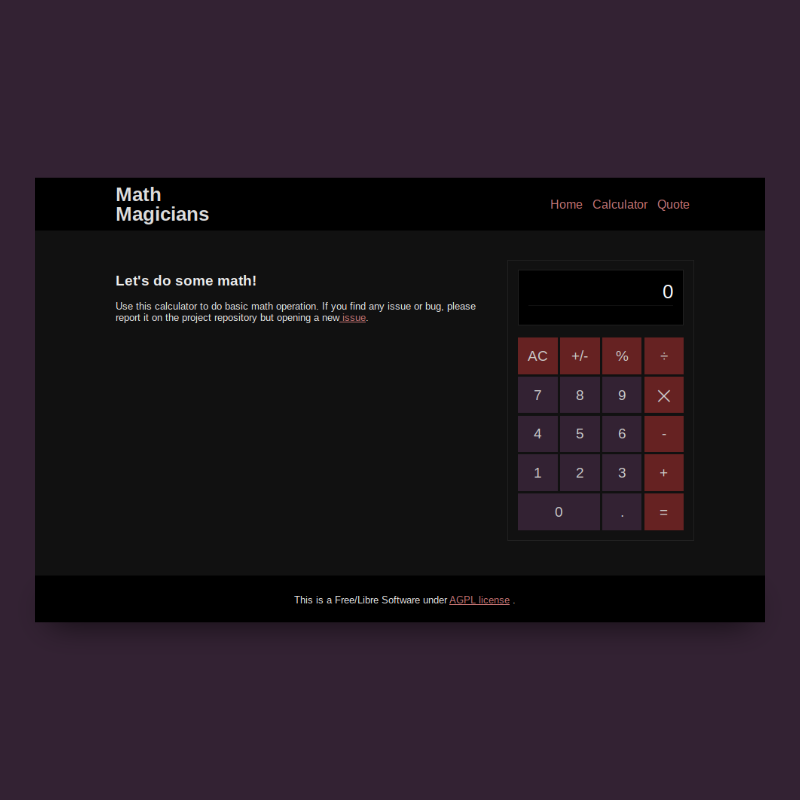 Math
Magicians
Home Calculator Quote
Let's do some math!
Use this calculator to do basic math operation. If you find any issue or bug, please
report it on the project repository but opening a new issue.
0
AC +/- % ÷
7 8 9 ×
4 5 6 -
1 2 3 +
0 . =
This is a Free/Libre Software under AGPL license .